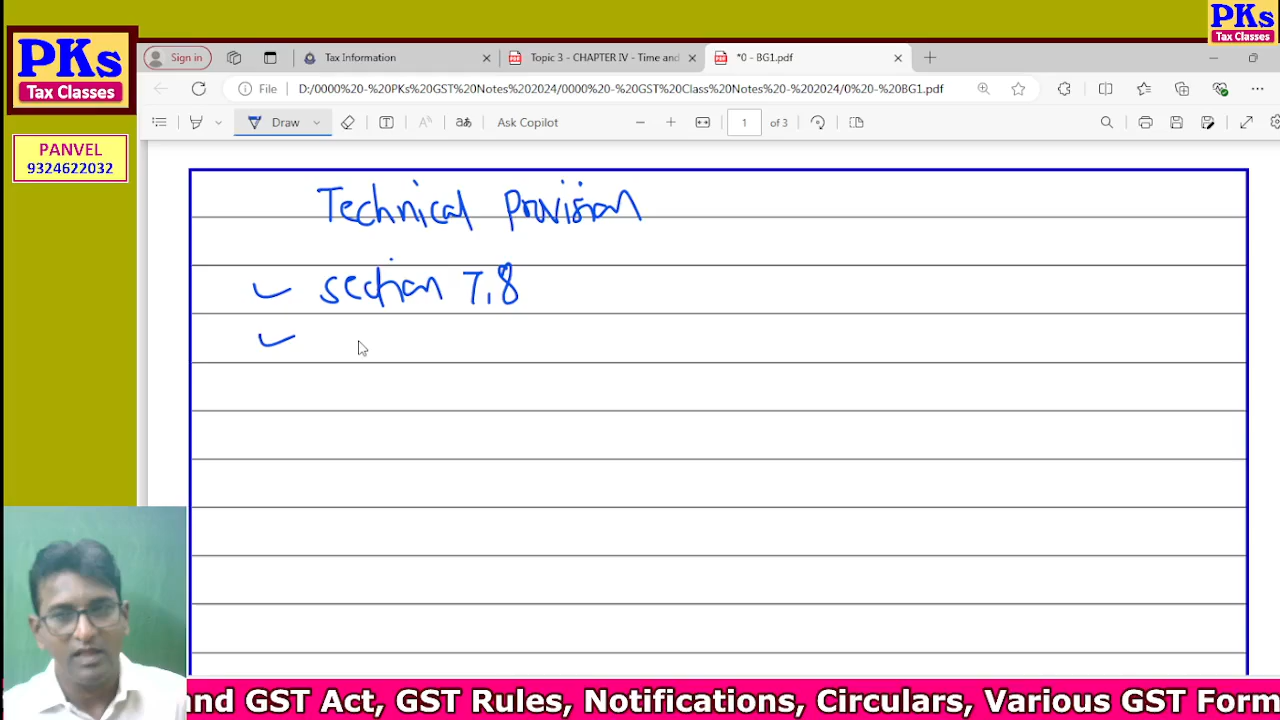 PKs
Tax Classes
PKs
Tax Classes
PANVEL
9324622032
Sign in
Tax Information
Topic 3 - CHAPTER IV - Time and
*0 - BG1.pdf
File
D:/0000%20-%20PKs%20GST%20Notes%202024/0000%20-%20GST%20Class%20Notes%20-%202024/0%20-%20BG1.pdf
Draw
Ask Copilot
1 of 3
Technical provision
section 7,8
and GST Act, GST Rules, Notifications, Circulars, Various GST Form